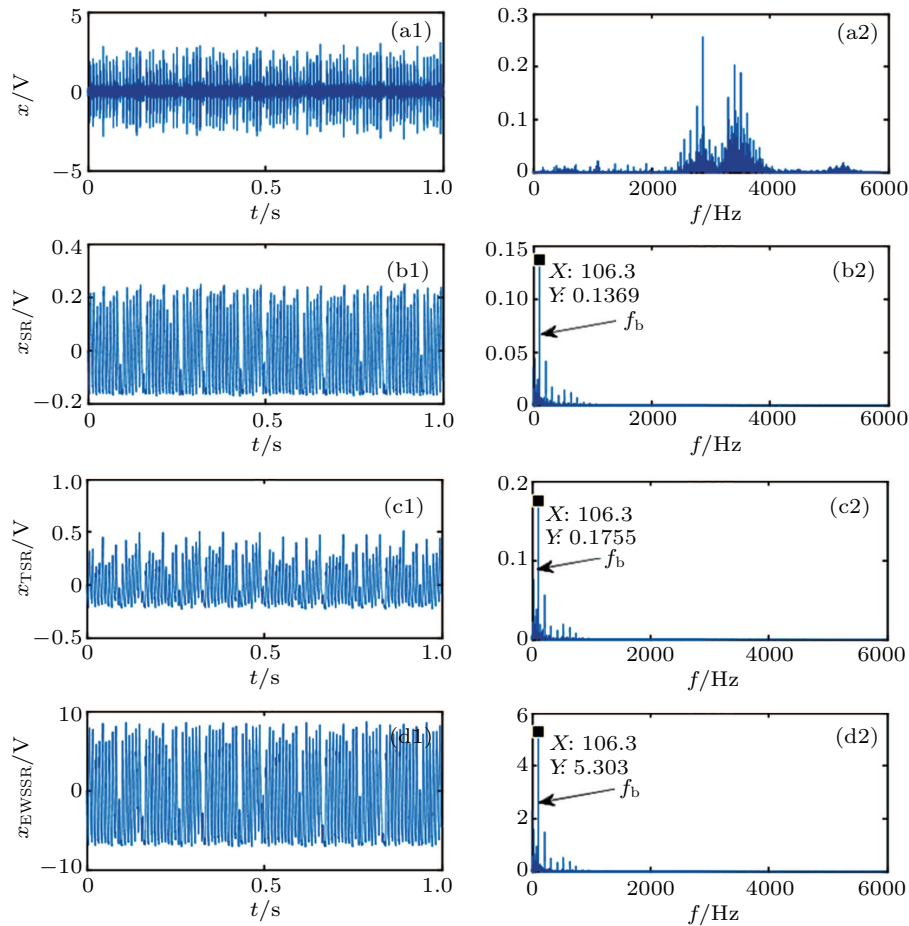 (a1)
5
0
−5
x/V
0
0.5
1.0
t/s
(a2)
0.3
0.2
0.1
0
0
2000
4000
6000
f/Hz
(b1)
0.4
0.2
0
−0.2
xSR/V
0
0.5
1.0
t/s
(b2)
0.15
0.10
0.05
0
X: 106.3
Y: 0.1369
fb
0
2000
4000
6000
f/Hz
(c1)
1.0
0.5
0
−0.5
xTSR/V
0
0.5
1.0
t/s
(c2)
0.2
0.1
0
X: 106.3
Y: 0.1755
fb
0
2000
4000
6000
f/Hz
(d1)
10
0
−10
xEWSSR/V
0
0.5
1.0
t/s
(d2)
6
4
2
0
X: 106.3
Y: 5.303
fb
0
2000
4000
6000
f/Hz